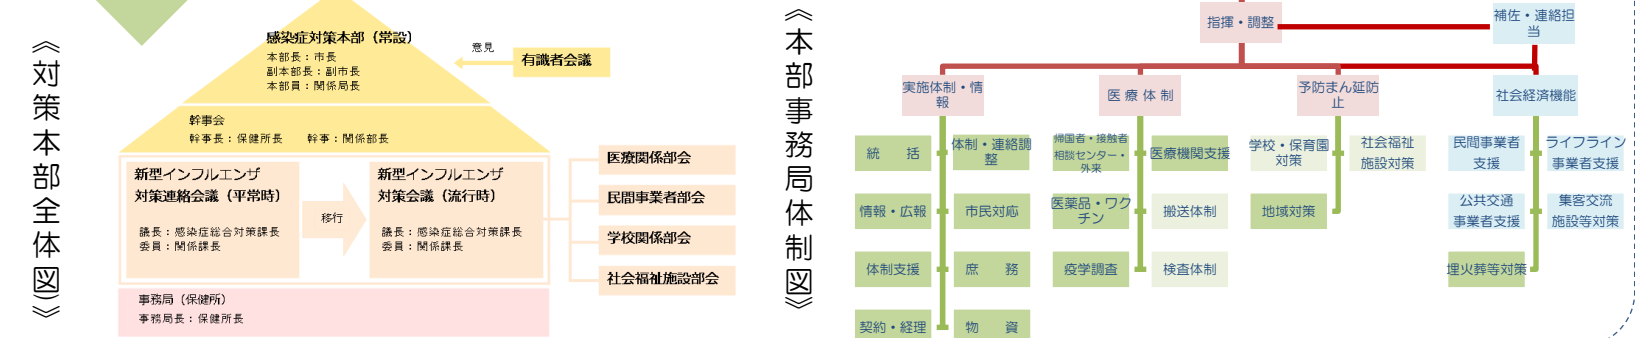 《対策本部全体図》
感染症対策本部（常設）
本部長：市長
副本部長：副市長
本部員：関係局長
意見
有識者会議
幹事会
幹事長：保健所長　　幹事：関係部長
新型インフルエンザ
対策連絡会議（平常時）
議長：感染症総合対策課長
委員：関係課長
移行
新型インフルエンザ
対策会議（流行時）
議長：感染症総合対策課長
委員：関係課長
医療関係部会
民間事業者部会
学校関係部会
社会福祉施設部会
事務局（保健所）
事務局長：保健所長
《本部事務局体制図》
指揮・調整
補佐・連絡担
当
実施体制・情
報
医 療 体 制
予防まん延防
止
社会経済機能
統　　括
体制・連絡調
整
情報・広報
市民対応
体制支援
庶　　務
契約・経理
物　　資
帰国者・接触者
相談センター・
外来
医療機関支援
医薬品・ワク
チン
搬送体制
疫学調査
検査体制
学校・保育園
対策
社会福祉
施設対策
地域対策
民間事業者
支援
ライフライン
事業者支援
公共交通
事業者支援
集客交流
施設等対策
埋火葬等対策